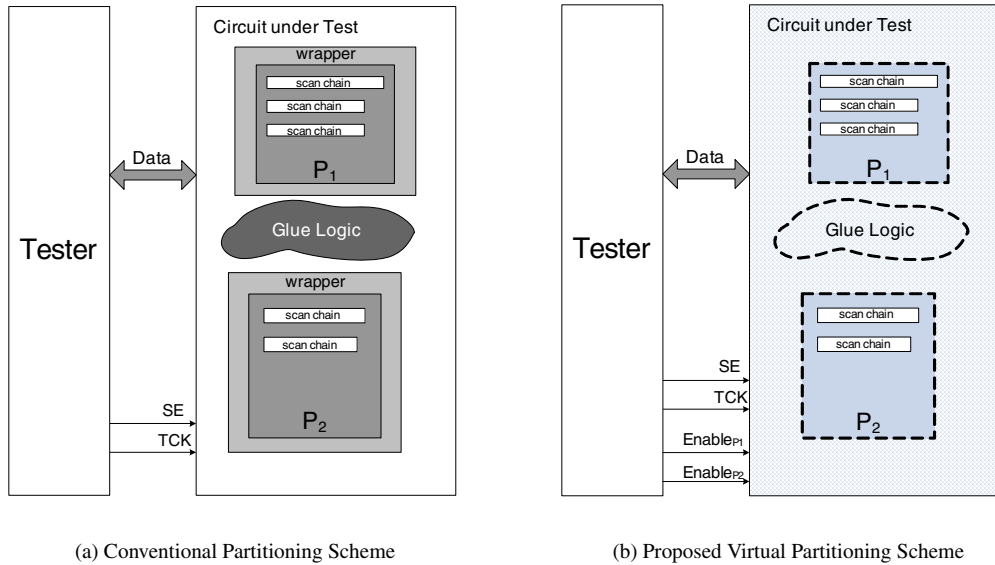 Circuit under Test
wrapper
scan chain
scan chain
scan chain
P1
Data
Tester
Glue Logic
wrapper
scan chain
scan chain
P2
SE
TCK
(a) Conventional Partitioning Scheme
Circuit under Test
scan chain
scan chain
scan chain
P1
Data
Tester
Glue Logic
scan chain
scan chain
P2
SE
TCK
EnableP1
EnableP2
(b) Proposed Virtual Partitioning Scheme